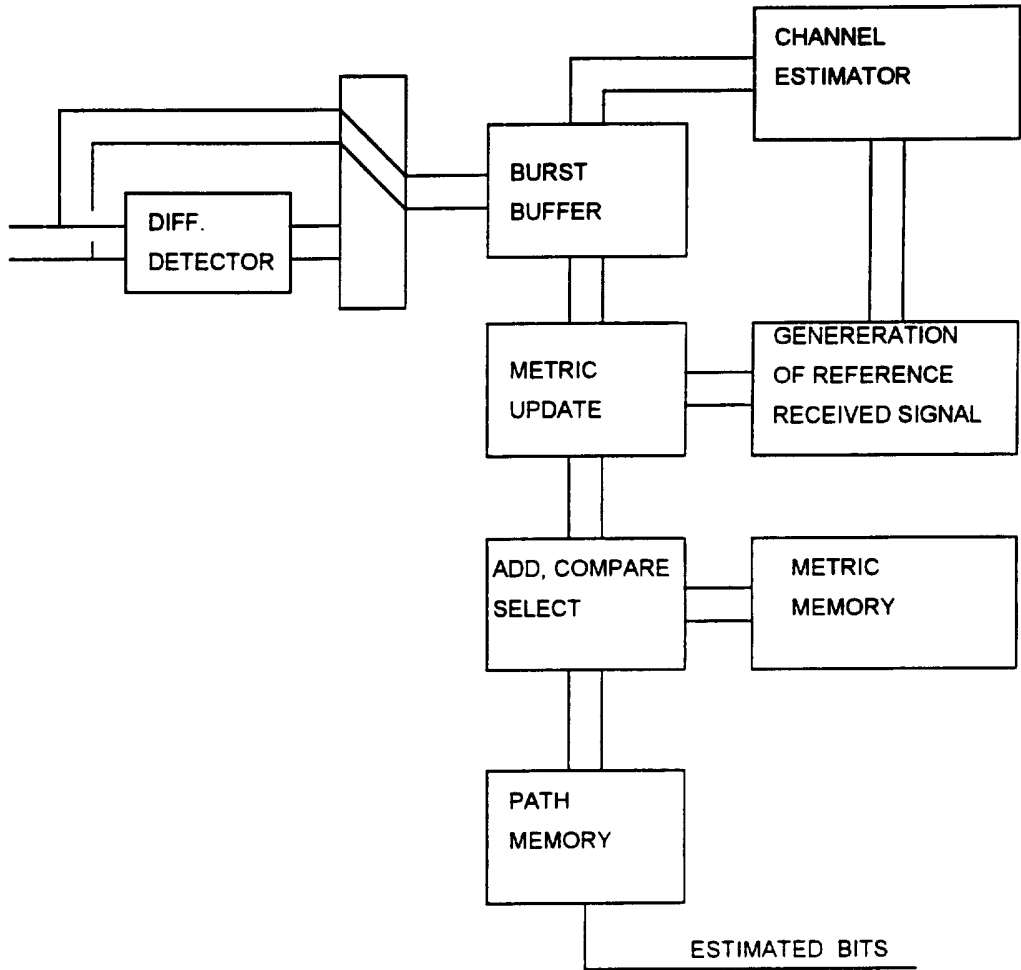 CHANNEL
ESTIMATOR
BURST
BUFFER
DIFF.
DETECTOR
METRIC
UPDATE
GENERERATION
OF REFERENCE
RECEIVED SIGNAL
ADD, COMPARE
SELECT
METRIC
MEMORY
PATH
MEMORY
ESTIMATED BITS